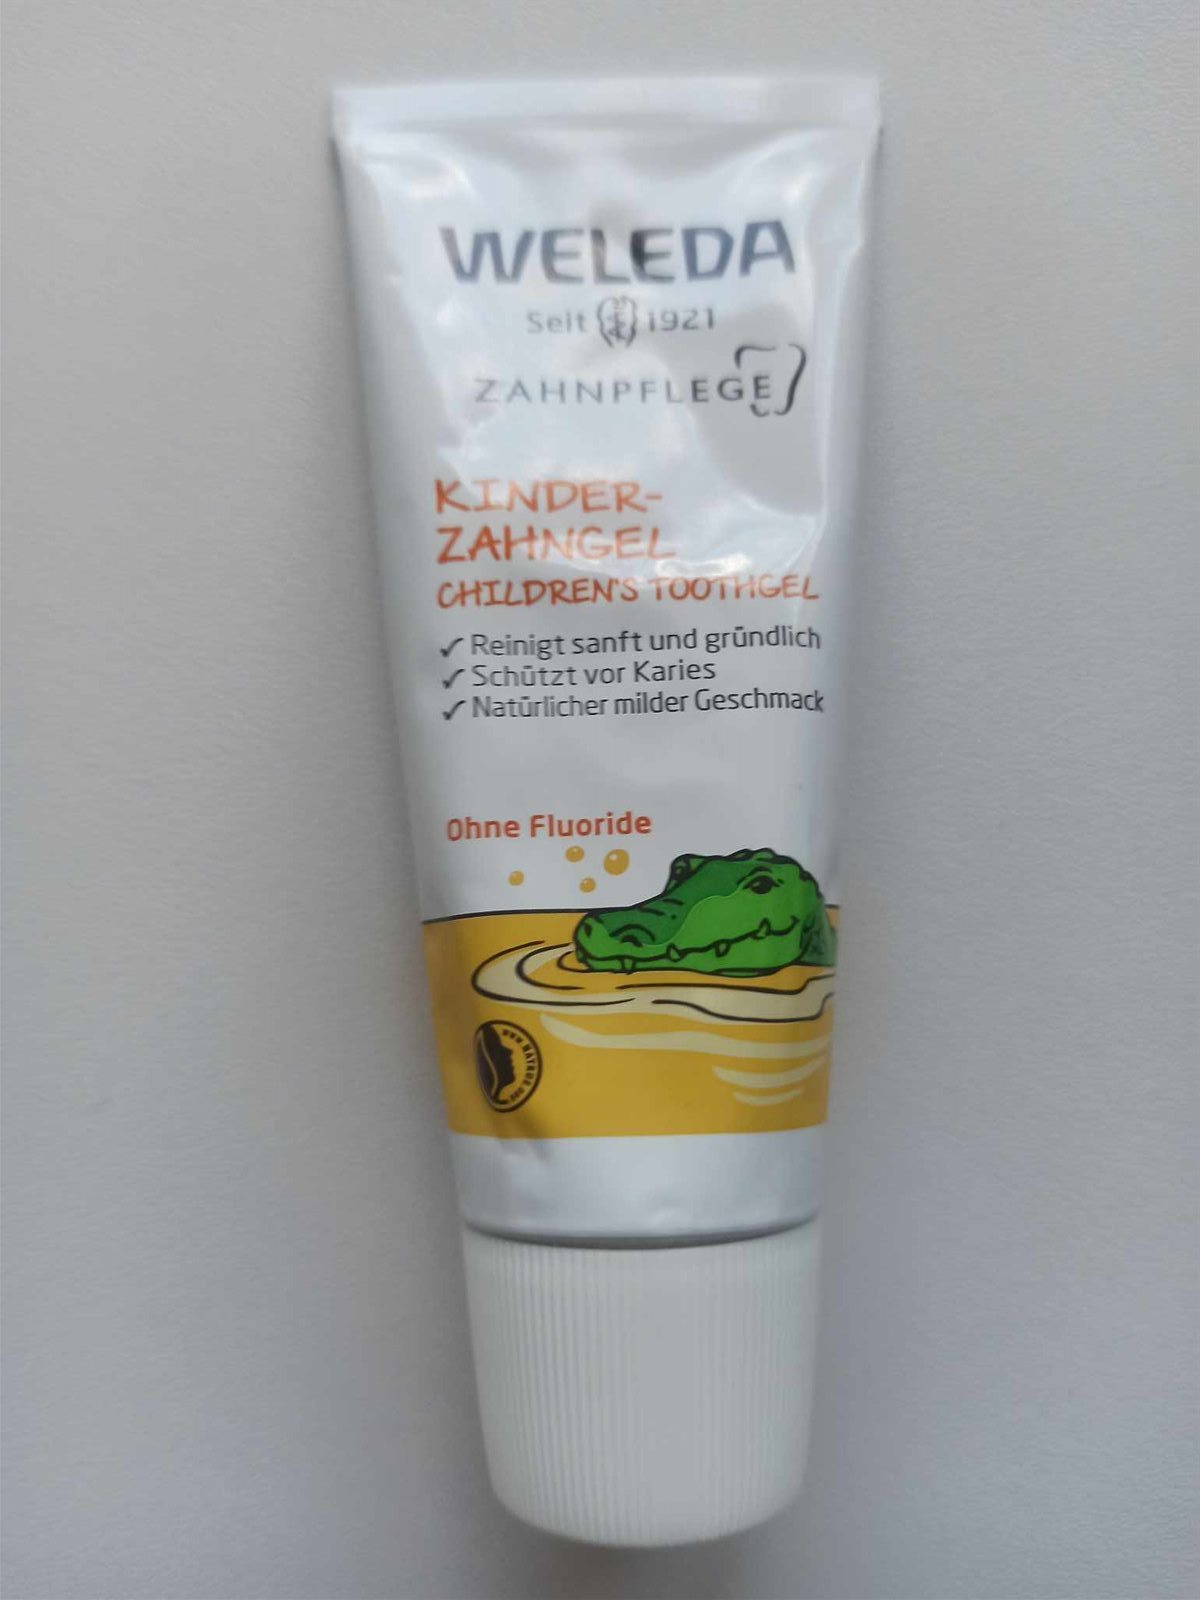 WELEDA
Seit 1921
ZAHNPFLEGE
KINDER-
ZAHNGEL
CHILDREN'S TOOTHGEL
✓ Reinigt sanft und gründlich
✓ Schützt vor Karies
✓ Natürlicher milder Geschmack
Ohne Fluoride